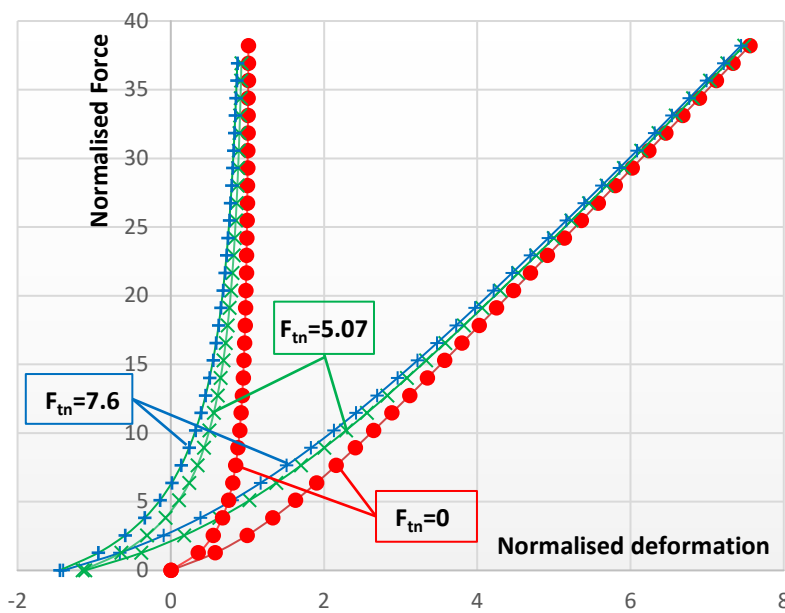 40
35
30
25
20
15
10
5
0
Normalised Force
F_tn=5.07
F_tn=7.6
F_tn=0
Normalised deformation
-2 0 2 4 6 8